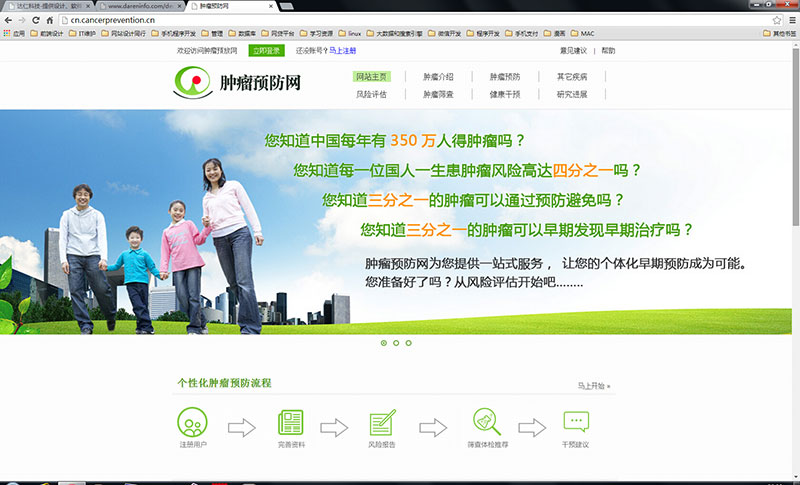 达仁科技-提供设计、软件
www.dareninfo.com/da
肿瘤预防网
cn.cancerprevention.cn
应用 前端设计 IT维护 网站设计同行 手机程序开发 管理 数据库 网贷平台 学习资源 linux 大数据和搜索引擎 微信开发 程序开发 手机支付 漫画 MAC 其他书签
欢迎访问肿瘤预防网 立即登录 还没账号？马上注册 意见建议 | 帮助
肿瘤预防网
网站主页 肿瘤介绍 肿瘤预防 其它疾病
风险评估 肿瘤筛查 健康干预 研究进展
您知道中国每年有 350 万人得肿瘤吗？
您知道每一位国人一生患肿瘤风险高达四分之一吗？
您知道三分之一的肿瘤可以通过预防避免吗？
您知道三分之一的肿瘤可以早期发现早期治疗吗？
肿瘤预防网为您提供一站式服务， 让您的个体化早期预防成为可能。
您准备好了吗？从风险评估开始吧........
个性化肿瘤预防流程
马上开始 »
注册用户 完善资料 风险报告 筛查体检推荐 干预建议